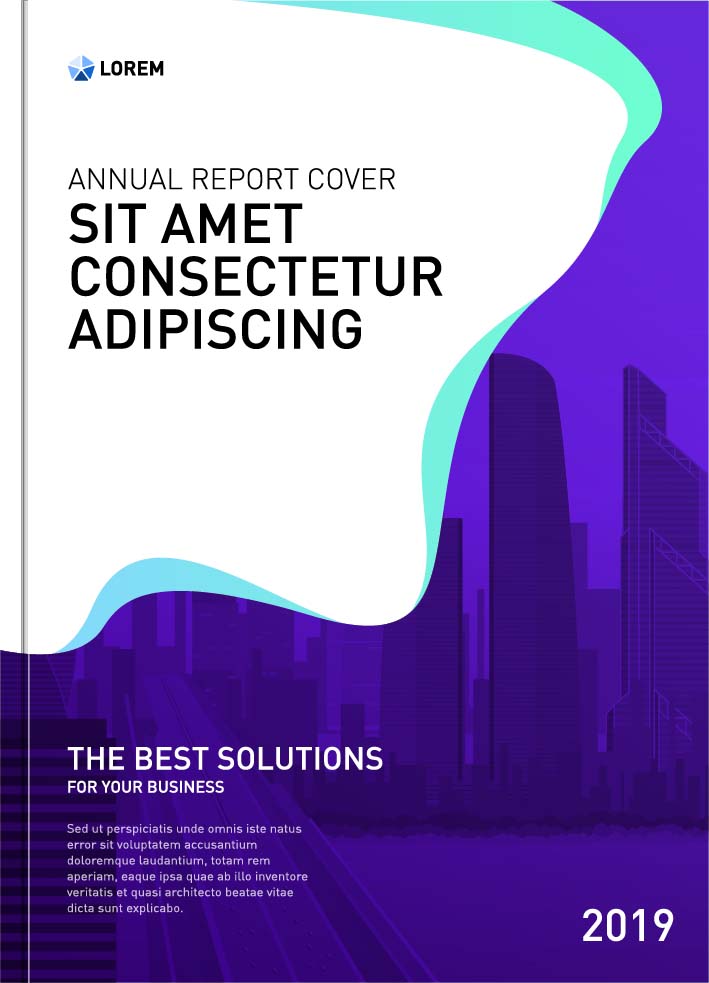 LOREM
ANNUAL REPORT COVER
SIT AMET
CONSECTETUR
ADIPISCING
THE BEST SOLUTIONS
FOR YOUR BUSINESS
Sed ut perspiciatis unde omnis iste natus
error sit voluptatem accusantium
doloremque laudantium, totam rem
aperiam, eaque ipsa quae ab illo inventore
veritatis et quasi architecto beatae vitae
dicta sunt explicabo.
2019